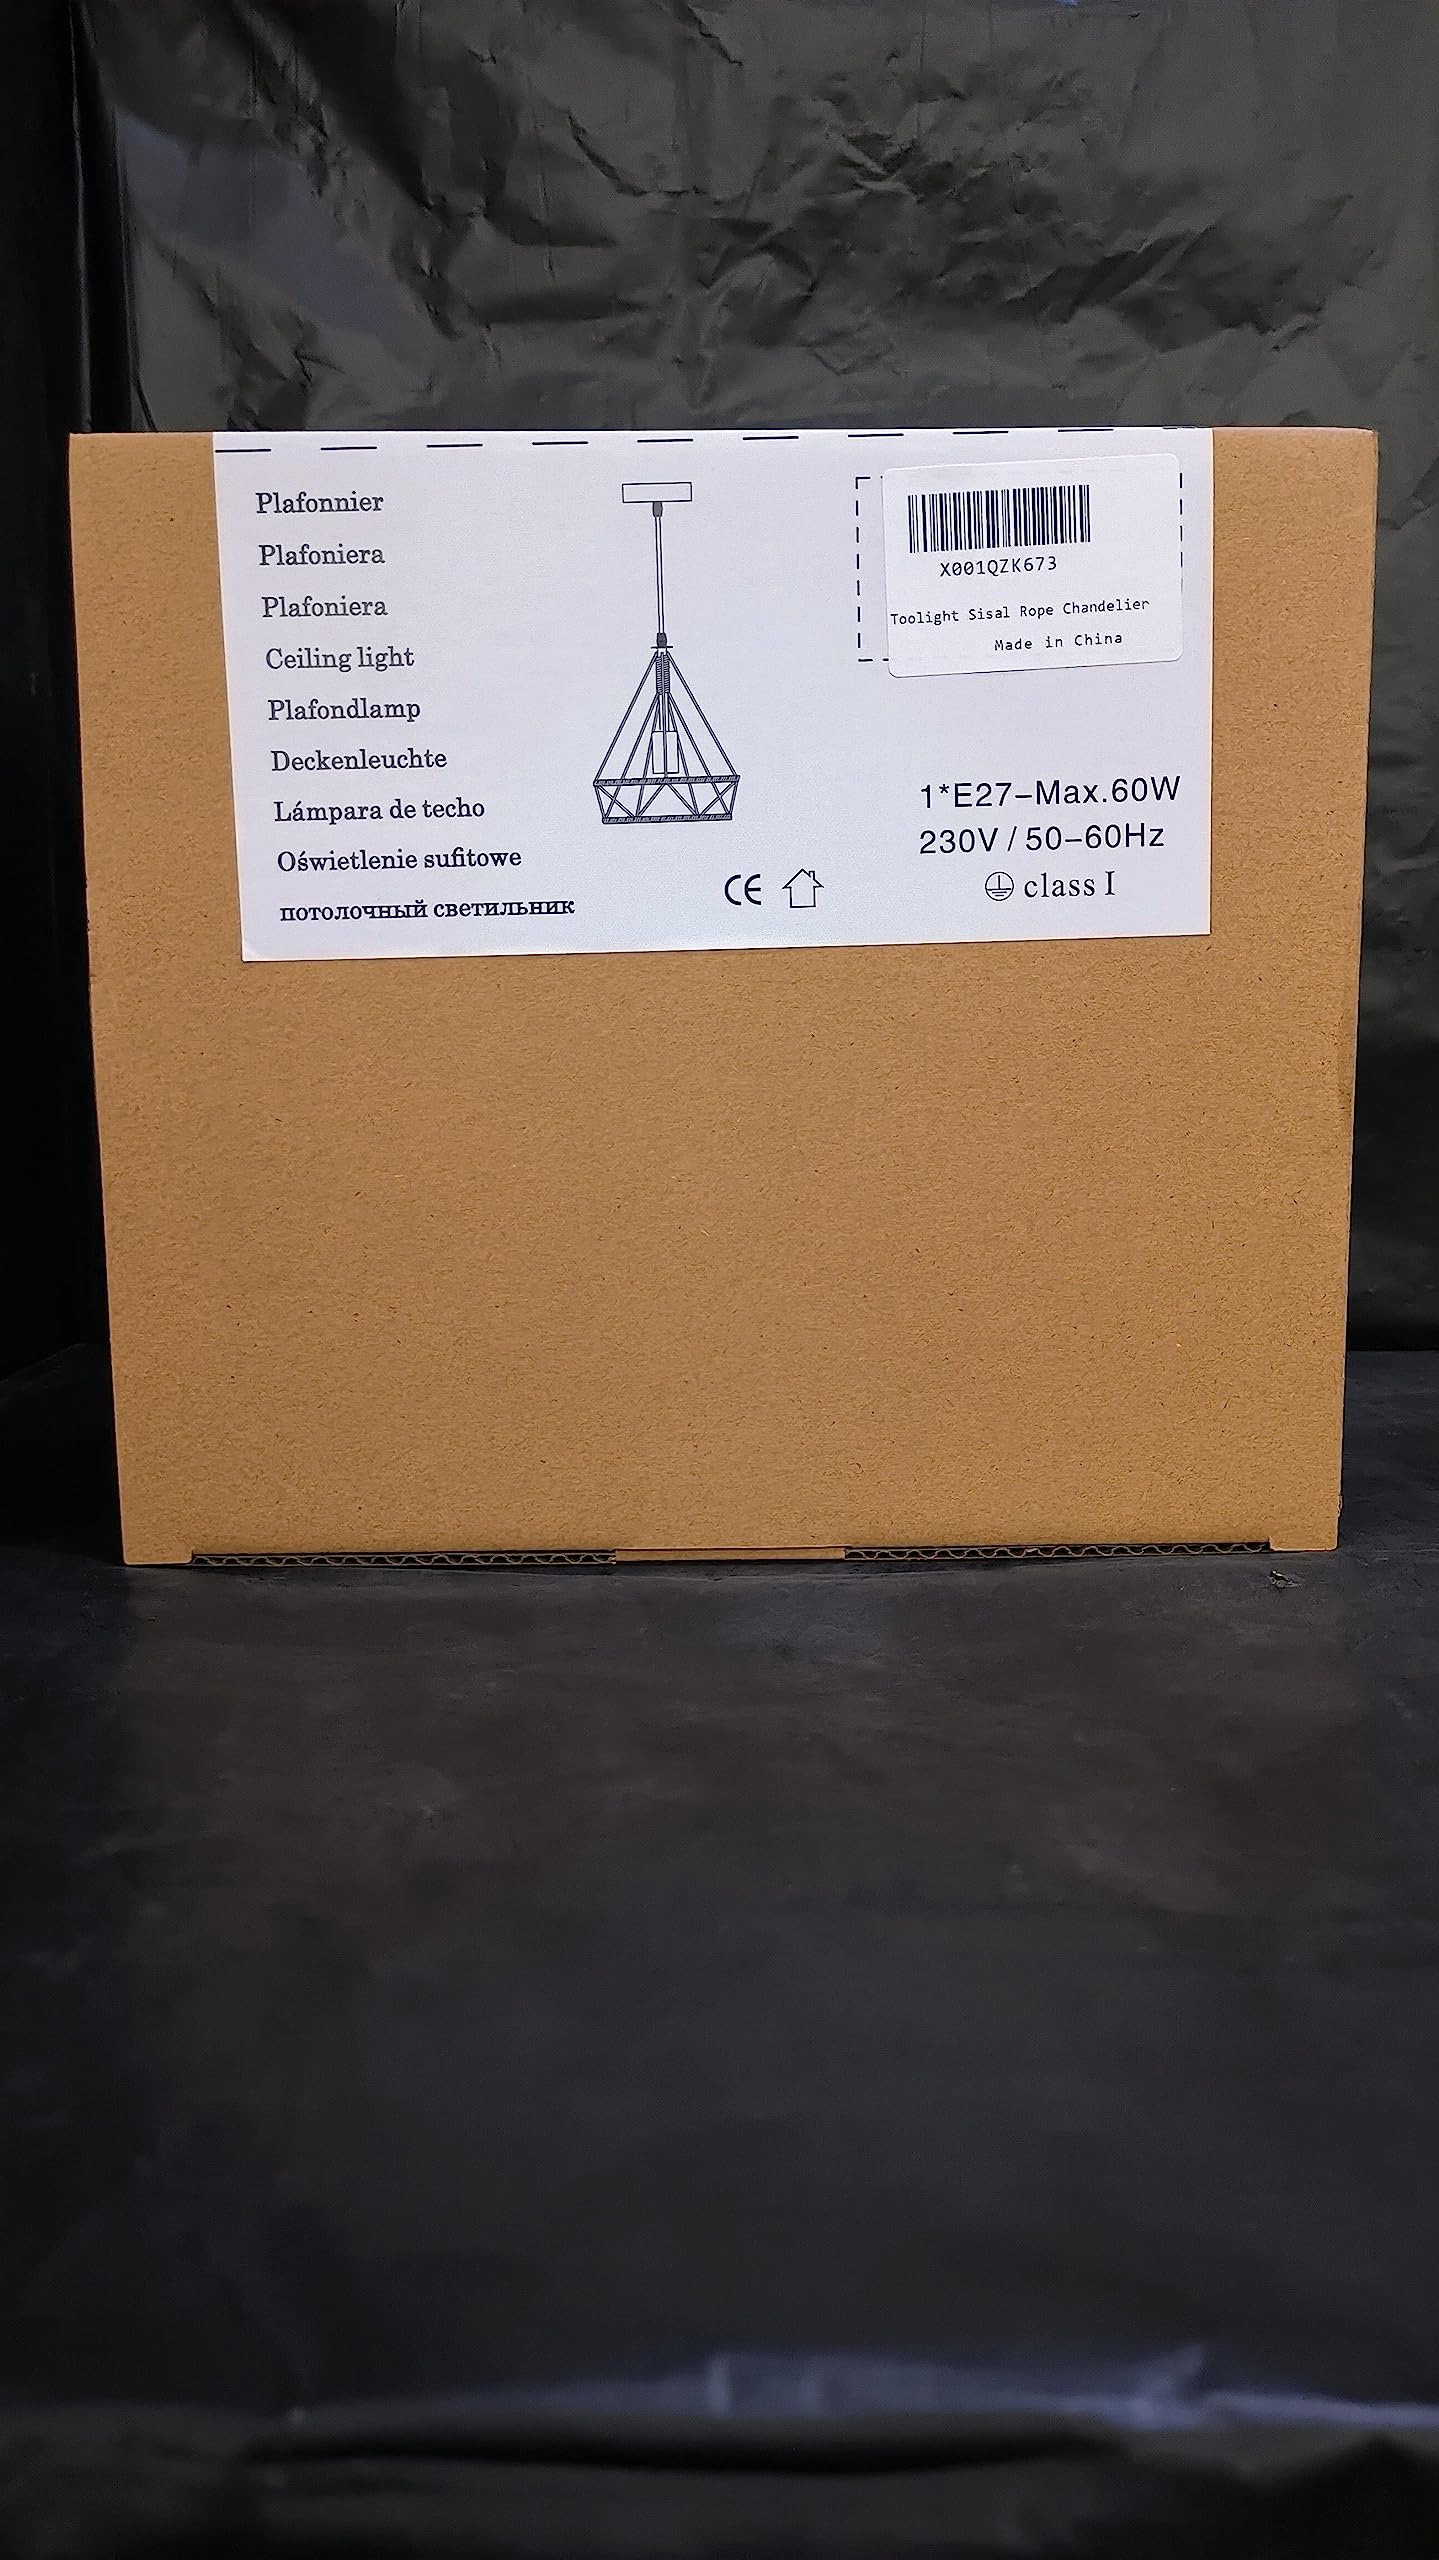 Plafonnier
Plafoniera
Plafoniera
Ceiling light
Plafondlamp
Deckenleuchte
Lámpara de techo
Oświetlenie sufitowe
потолочный светильник
CE
X001QZK673
Toolight Sisal Rope Chandelier
Made in China
1*E27-Max.60W
230V / 50-60Hz
class I